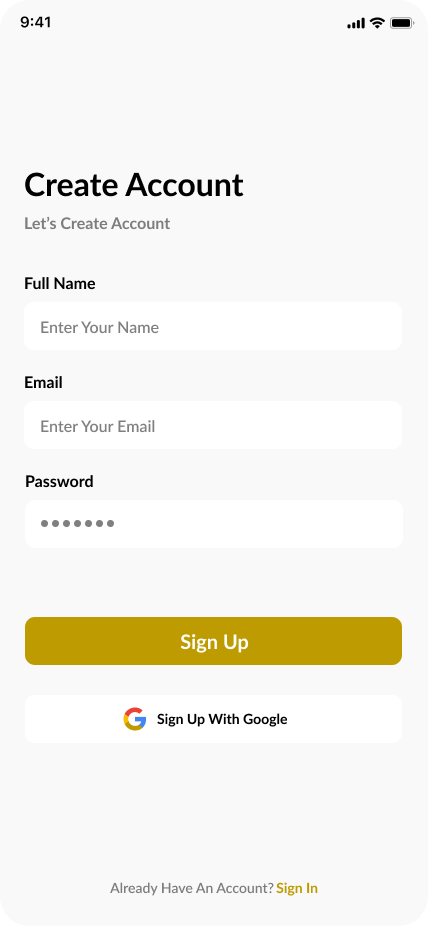 9:41
Create Account
Let’s Create Account
Full Name
Enter Your Name
Email
Enter Your Email
Password
•••••••
Sign Up
Sign Up With Google
Already Have An Account? Sign In